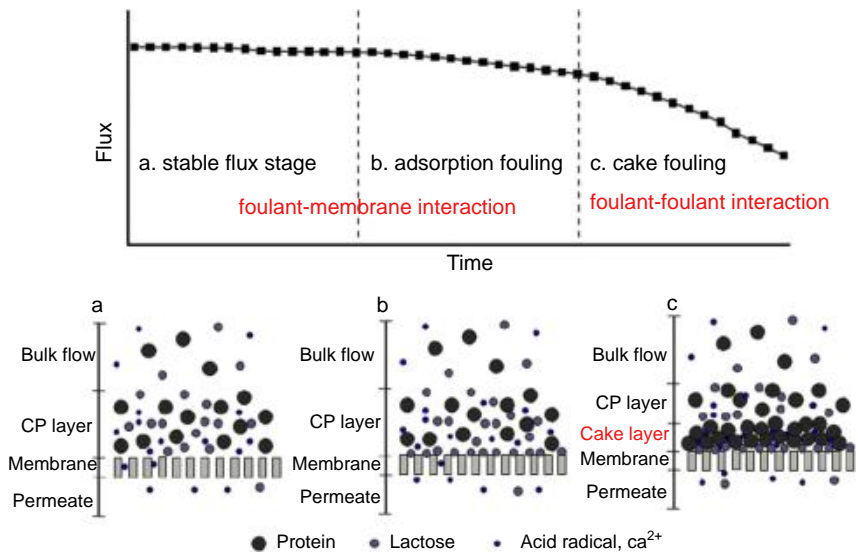 Flux
a. stable flux stage
b. adsorption fouling
c. cake fouling
foulant-membrane interaction
foulant-foulant interaction
Time
a
Bulk flow
CP layer
Membrane
Permeate
b
Bulk flow
CP layer
Membrane
Permeate
c
Bulk flow
CP layer
Cake layer
Membrane
Permeate
Protein
Lactose
Acid radical, ca²⁺